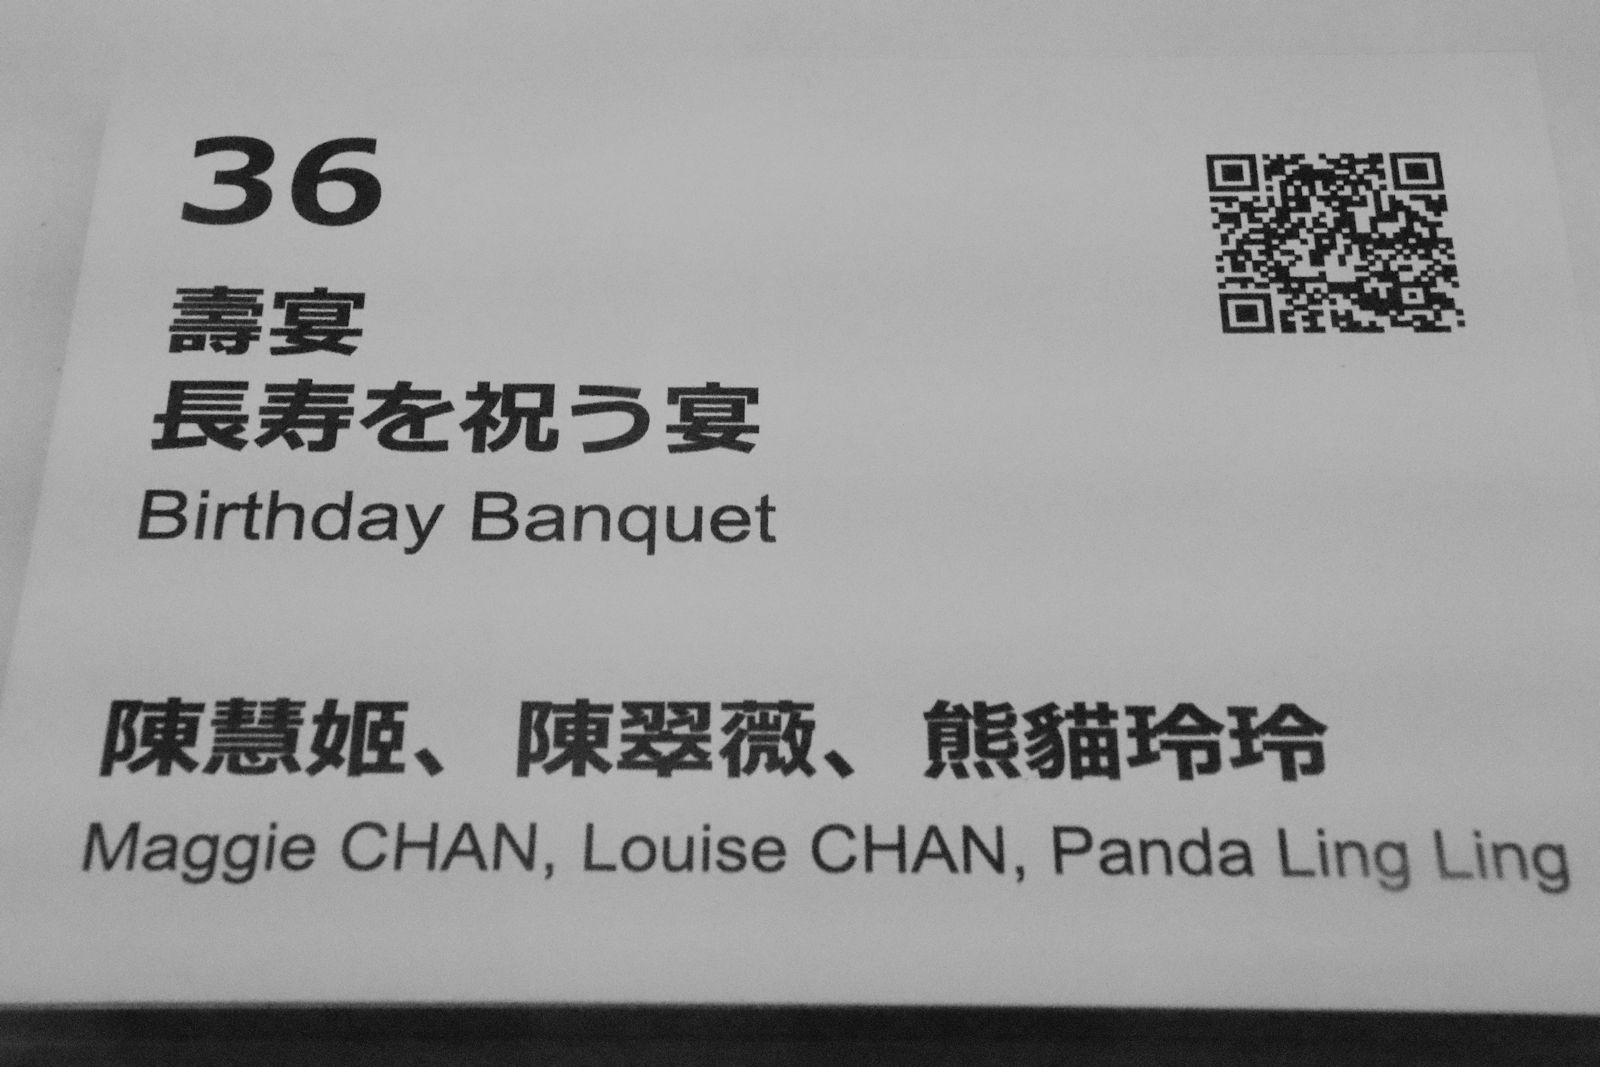 36
壽宴
長寿を祝う宴
Birthday Banquet
陳慧姬、陳翠薇、熊貓玲玲
Maggie CHAN, Louise CHAN, Panda Ling Ling